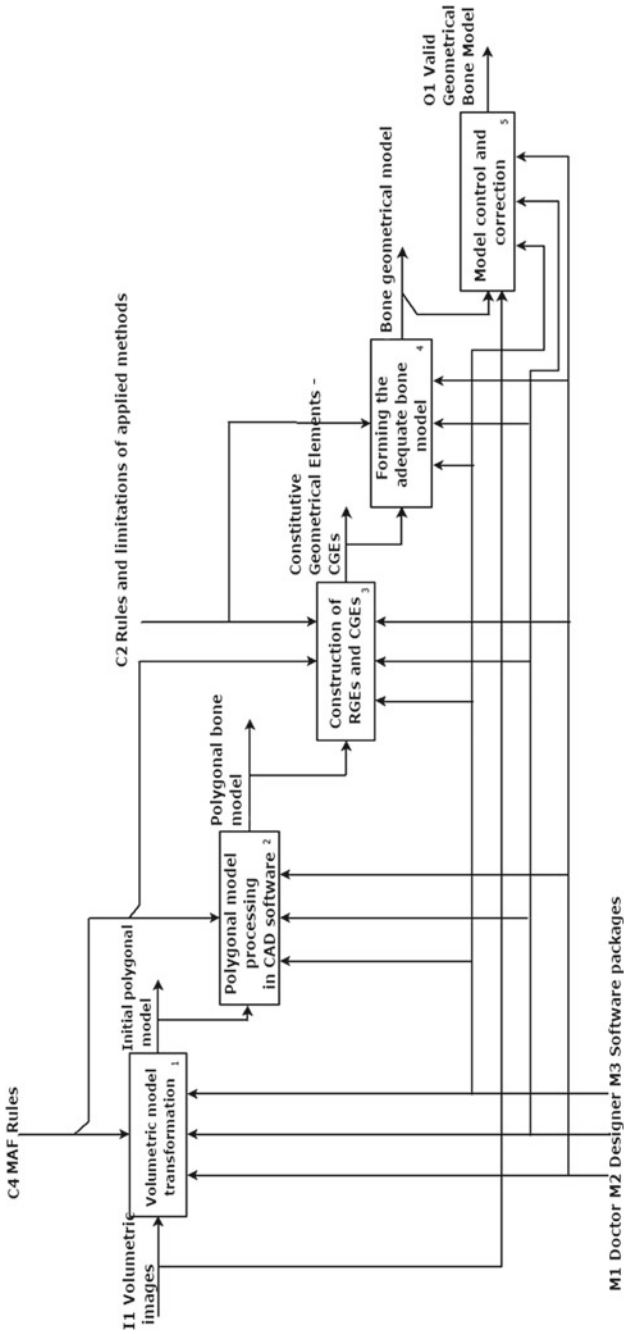 C4 MAF Rules
C2 Rules and limitations of applied methods
I1 Volumetric
images
Volumetric model
transformation
1
Initial polygonal
model
Polygonal model
processing
in CAD software
2
Polygonal bone
model
Construction of
RGEs and CGEs
3
Constitutive
Geometrical Elements -
CGEs
Forming the
adequate bone
model
4
Bone geometrical model
Model control and
correction
5
O1 Valid
Geometrical
Bone Model
M1 Doctor M2 Designer M3 Software packages